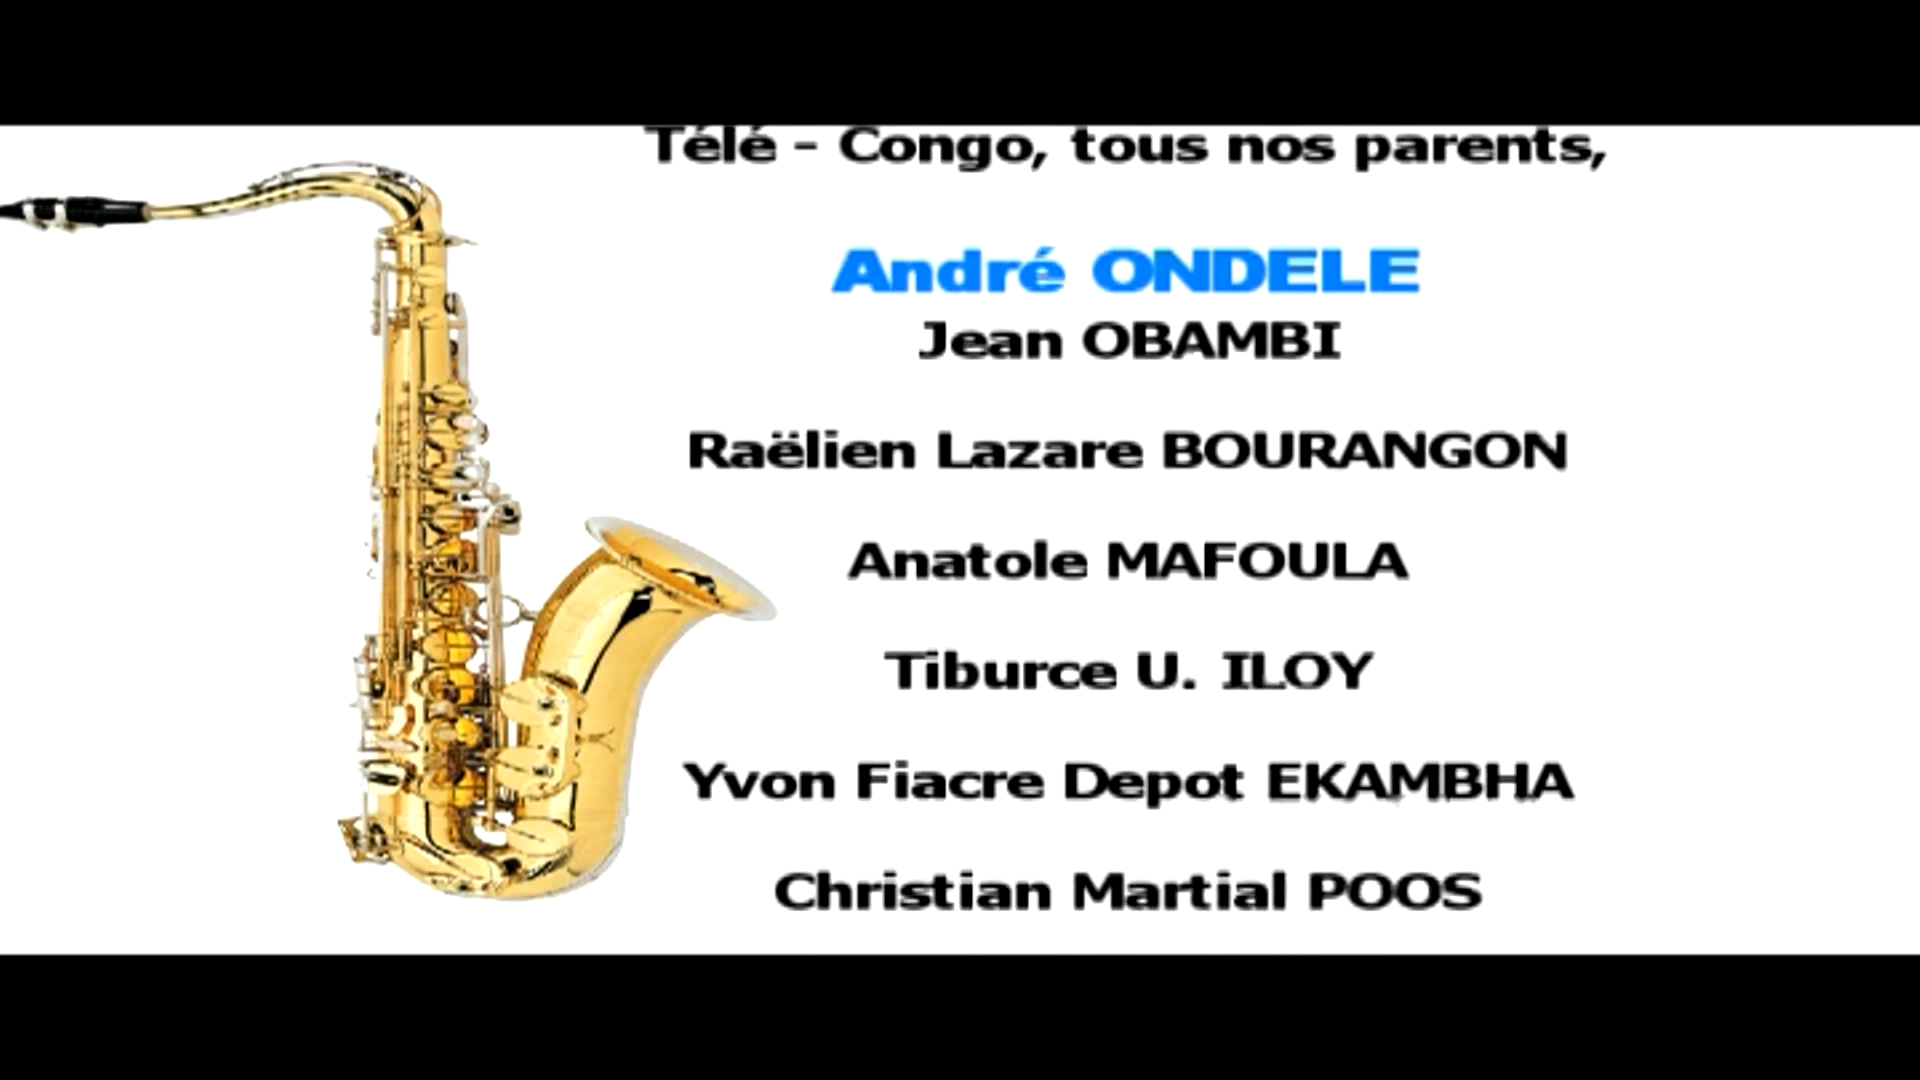 Télé - Congo, tous nos parents,
André ONDELE
Jean OBAMBI
Raëlien Lazare BOURANGON
Anatole MAFOULA
Tiburce U. ILOY
Yvon Fiacre Depot EKAMBHA
Christian Martial POOS